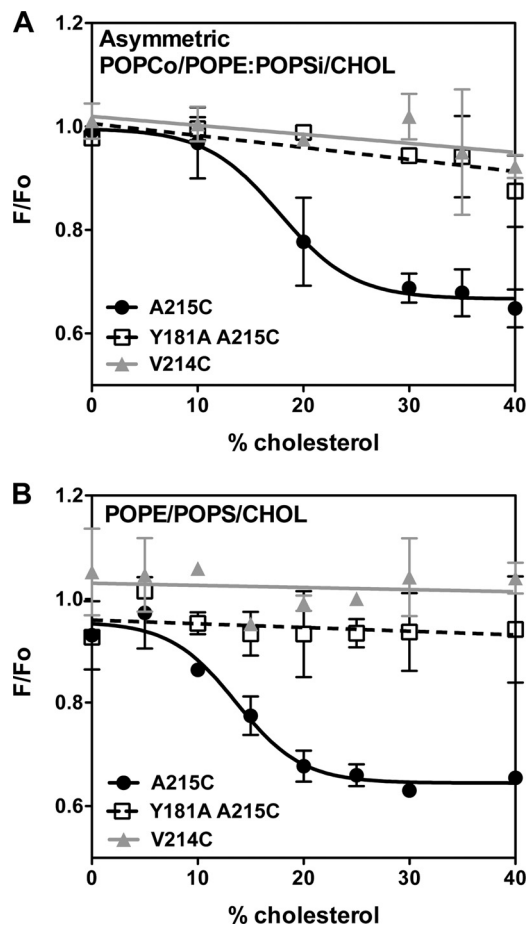 A
Asymmetric
POPCo/POPE:POPSi/CHOL
1.2
1.0
0.8
0.6
F/Fo
A215C
Y181A A215C
V214C
0
10
20
30
40
% cholesterol
B
POPE/POPS/CHOL
1.2
1.0
0.8
0.6
F/Fo
A215C
Y181A A215C
V214C
0
10
20
30
40
% cholesterol